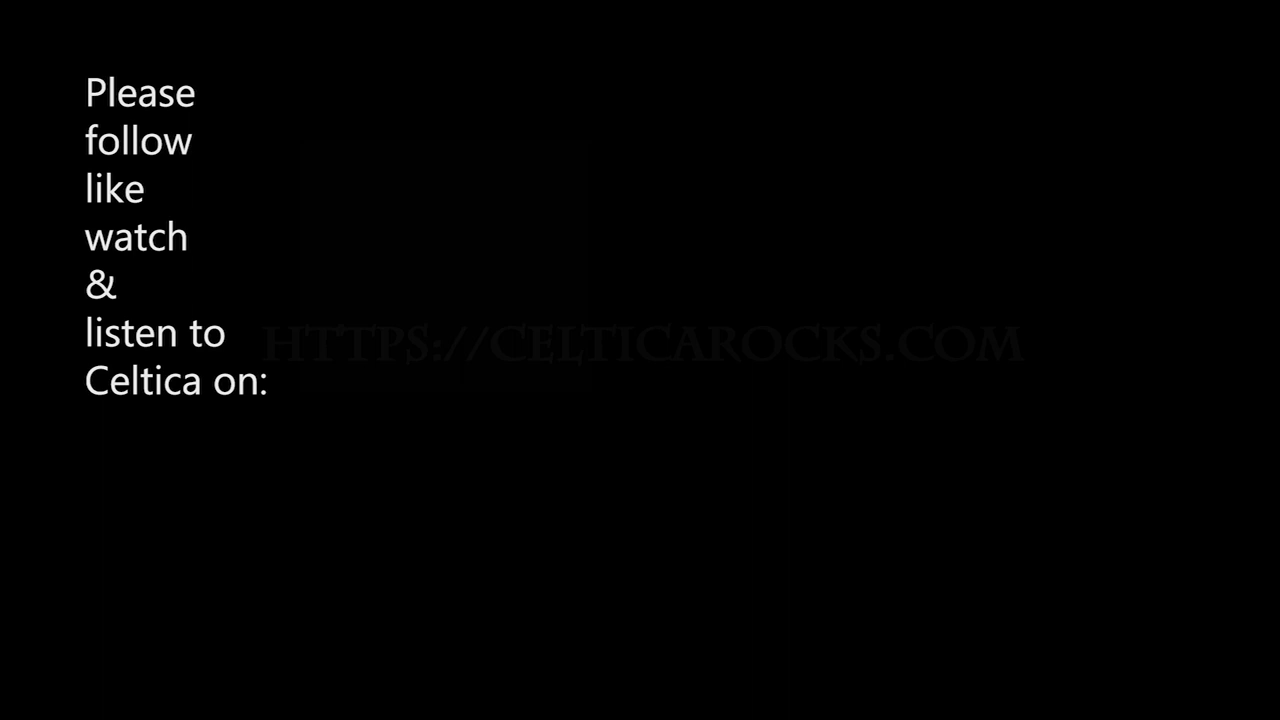 Please
follow
like
watch
&
listen to
HTTPS://CELTICAROCKS.COM
Celtica on: